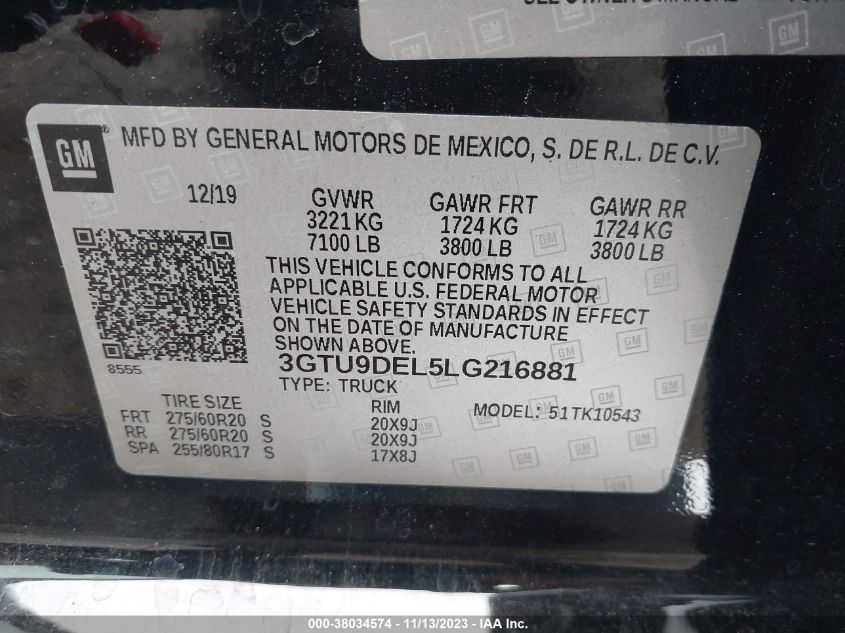 GM ® MFD BY GENERAL MOTORS DE MEXICO, S. DE R.L. DE C.V.
12/19 GVWR GAWR FRT GAWR RR
3221 KG 1724 KG 1724 KG
7100 LB 3800 LB 3800 LB
THIS VEHICLE CONFORMS TO ALL
APPLICABLE U.S. FEDERAL MOTOR
VEHICLE SAFETY STANDARDS IN EFFECT
ON THE DATE OF MANUFACTURE
SHOWN ABOVE.
8555
3GTU9DEL5LG216881
TYPE: TRUCK
TIRE SIZE RIM MODEL: 51TK10543
FRT 275/60R20 S 20X9J
RR 275/60R20 S 20X9J
SPA 255/80R17 S 17X8J
000-38034574 - 11/13/2023 - IAA Inc.